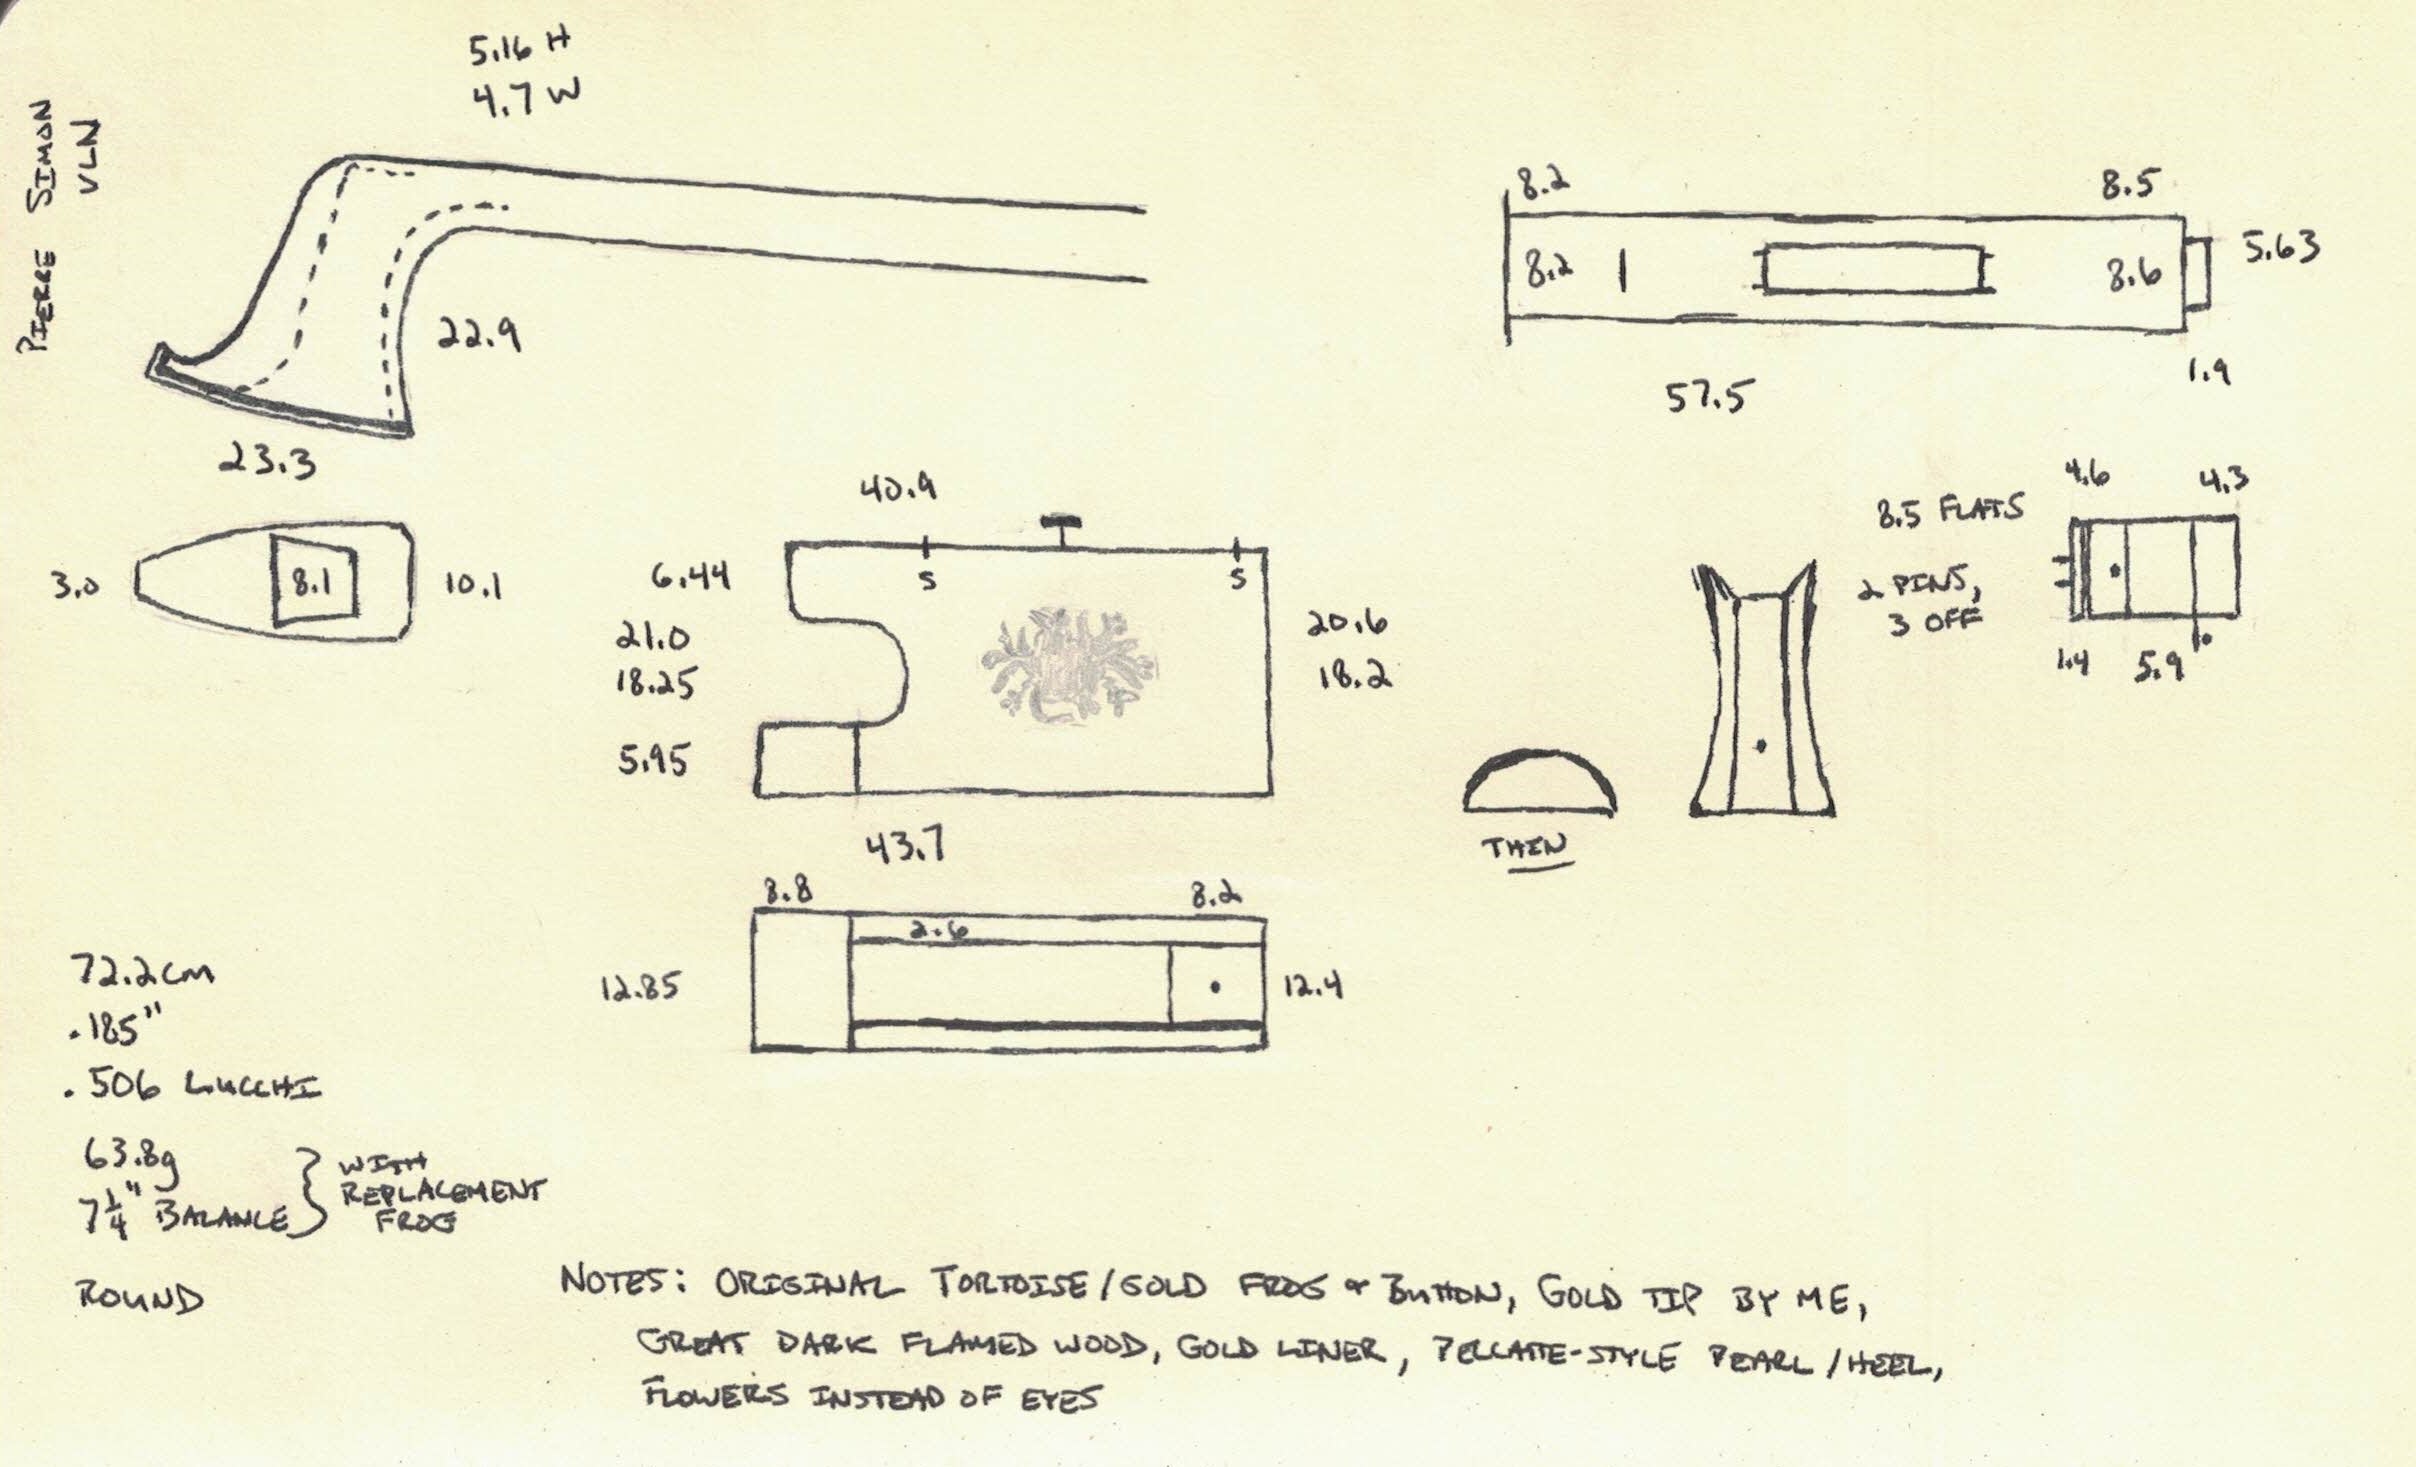 PIERRE SIMON
VLN
5.16 H
4.7 W
22.9
23.3
3.0
8.1
10.1
8.2
8.5
8.2
8.6
5.63
1.9
57.5
40.9
6.44
S
S
21.0
18.25
5.95
20.6
18.2
43.7
THIN
8.5 FLATS
2 PINS,
3 OFF
4.6
4.3
1.4
5.9
8.8
8.2
2.6
12.85
12.4
72.2cm
.185"
.506 LUCCHI
63.8g
7 1/4" BALANCE
WITH
REPLACEMENT
FROG
ROUND
NOTES: ORIGINAL TORTOISE/GOLD FROG & BUTTON, GOLD TIP BY ME,
GREAT DARK FLAMED WOOD, GOLD LINER, PECCATTE-STYLE PEARL/HEEL,
FLOWERS INSTEAD OF EYES